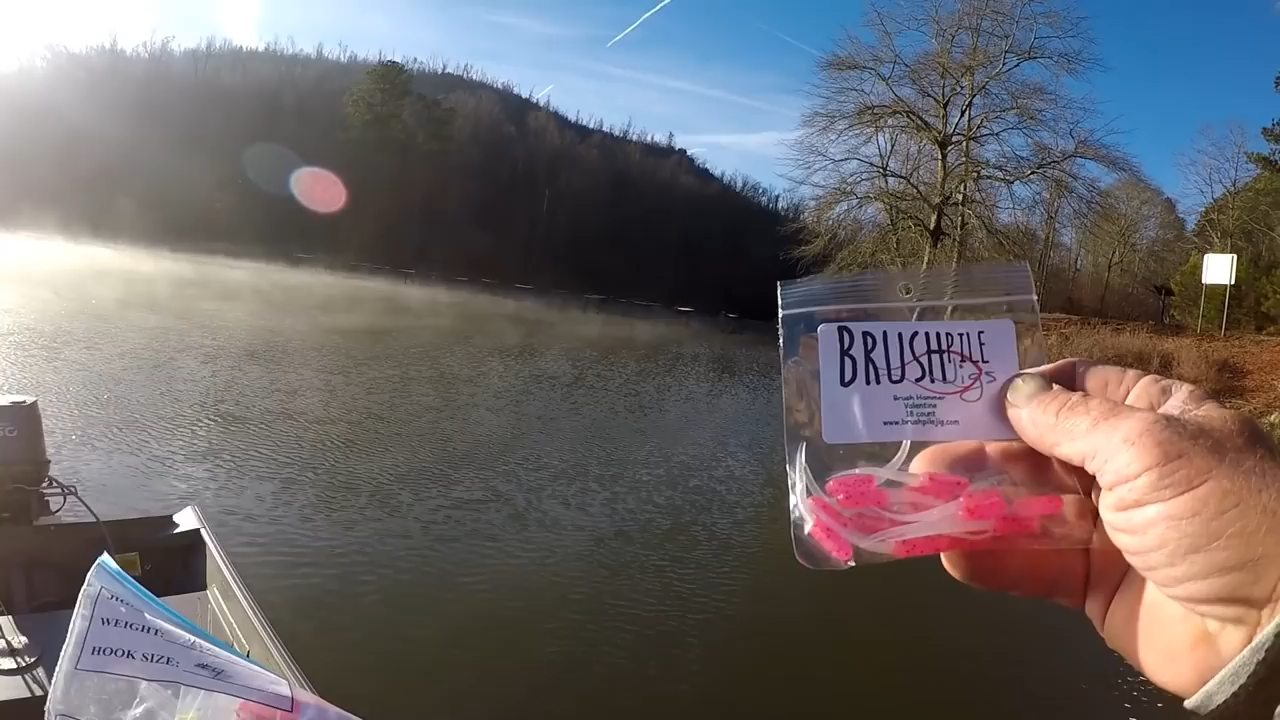 BRUSHPILE
Jigs
Brush Hammer
Valentine
18 count
www.brushpilejig.com
WEIGHT:
HOOK SIZE: #4